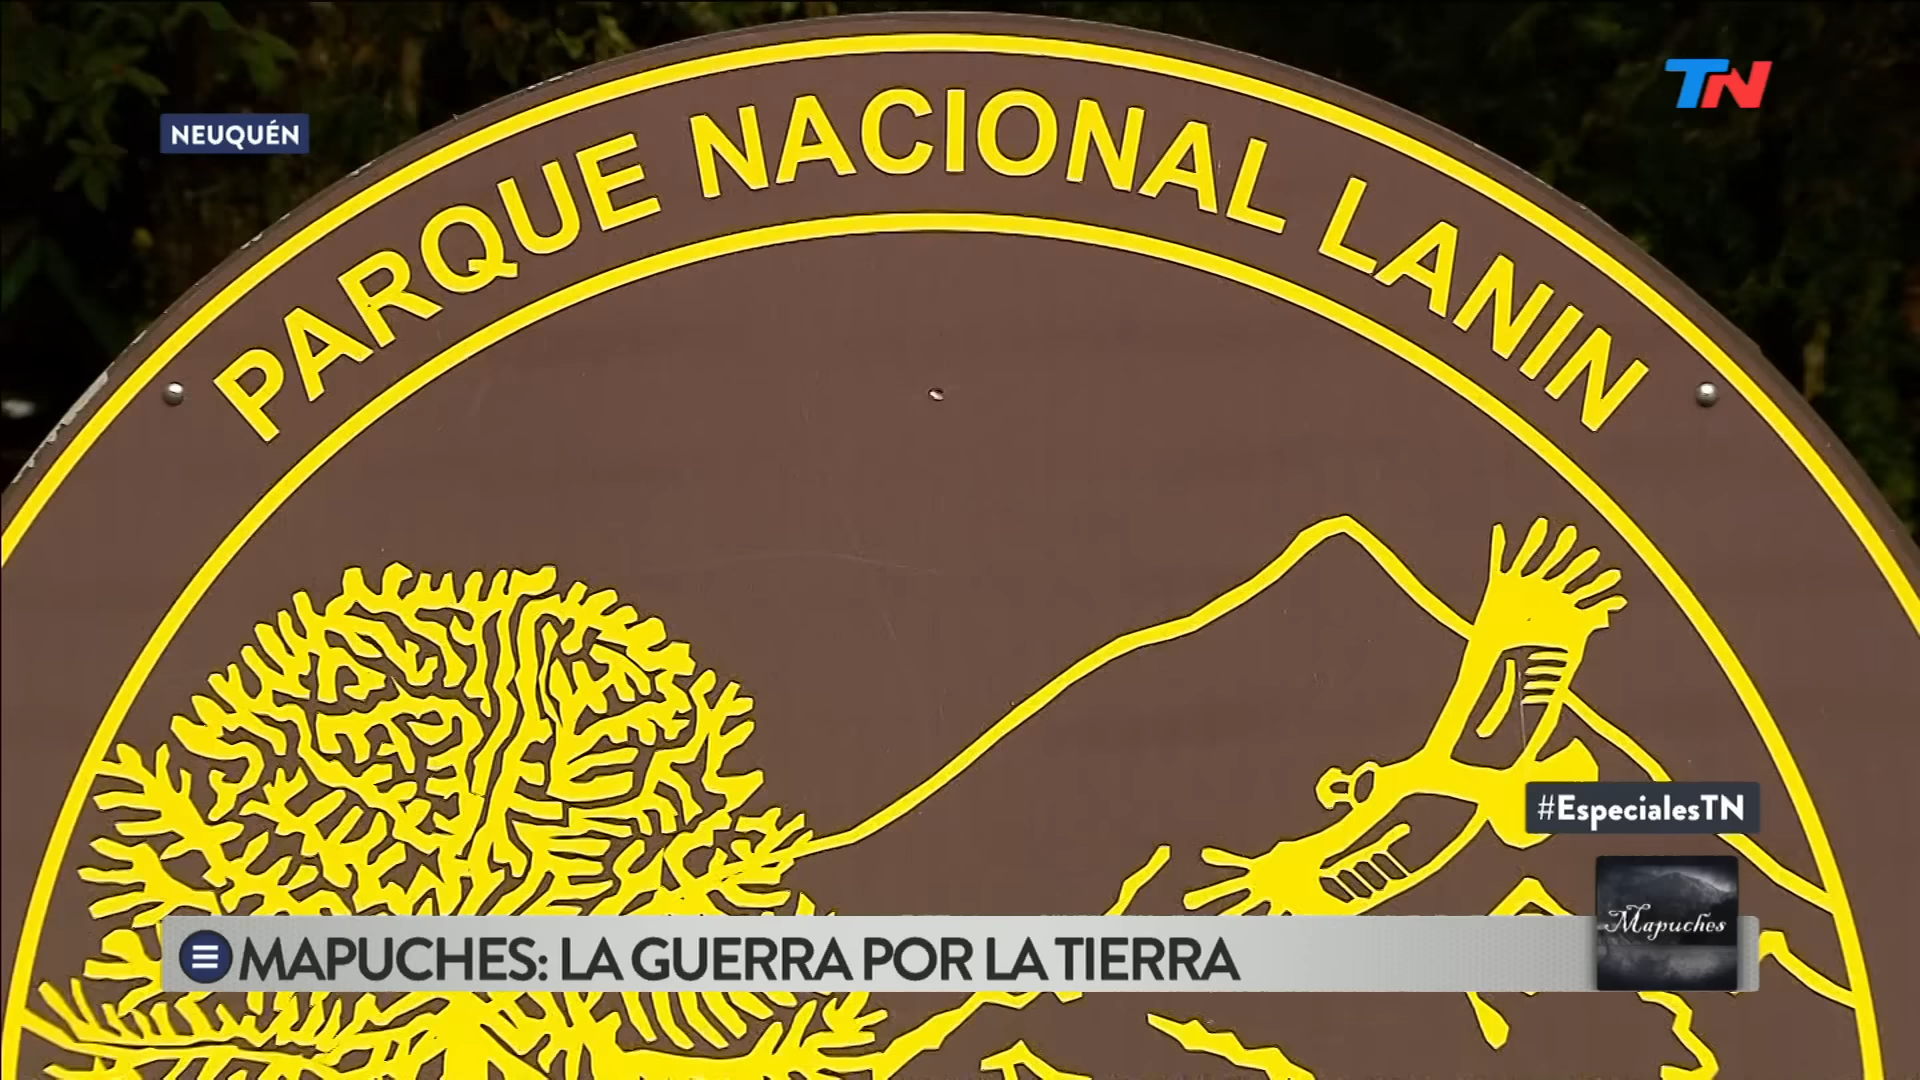 TN
NEUQUÉN
PARQUE NACIONAL LANIN
#EspecialesTN
Mapuches
MAPUCHES: LA GUERRA POR LA TIERRA